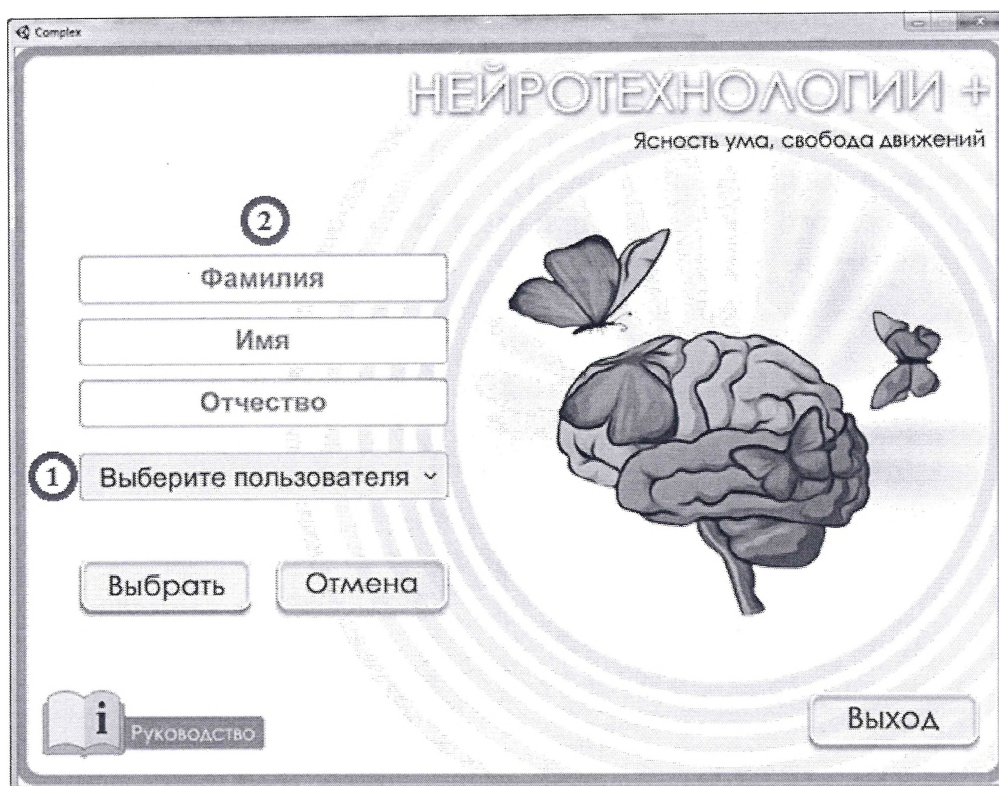 Complex
НЕЙРОТЕХНОЛОГИИ +
Ясность ума, свобода движений
2
Фамилия
Имя
Отчество
1 Выберите пользователя
Выбрать Отмена
i Руководство
Выход